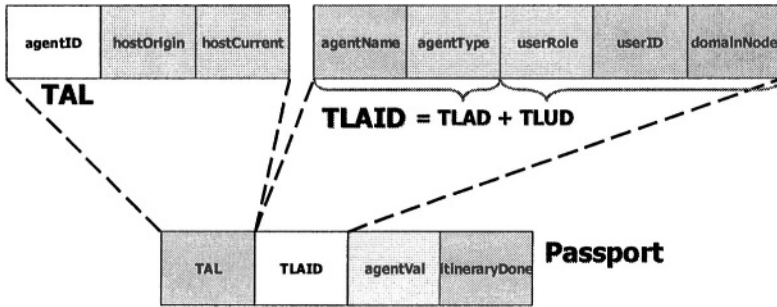 agentID hostOrigin hostCurrent agentName agentType userRole userID domainNode
TAL
TLAID = TLAD + TLUD
TAL TLAID agentVal itineraryDone
Passport